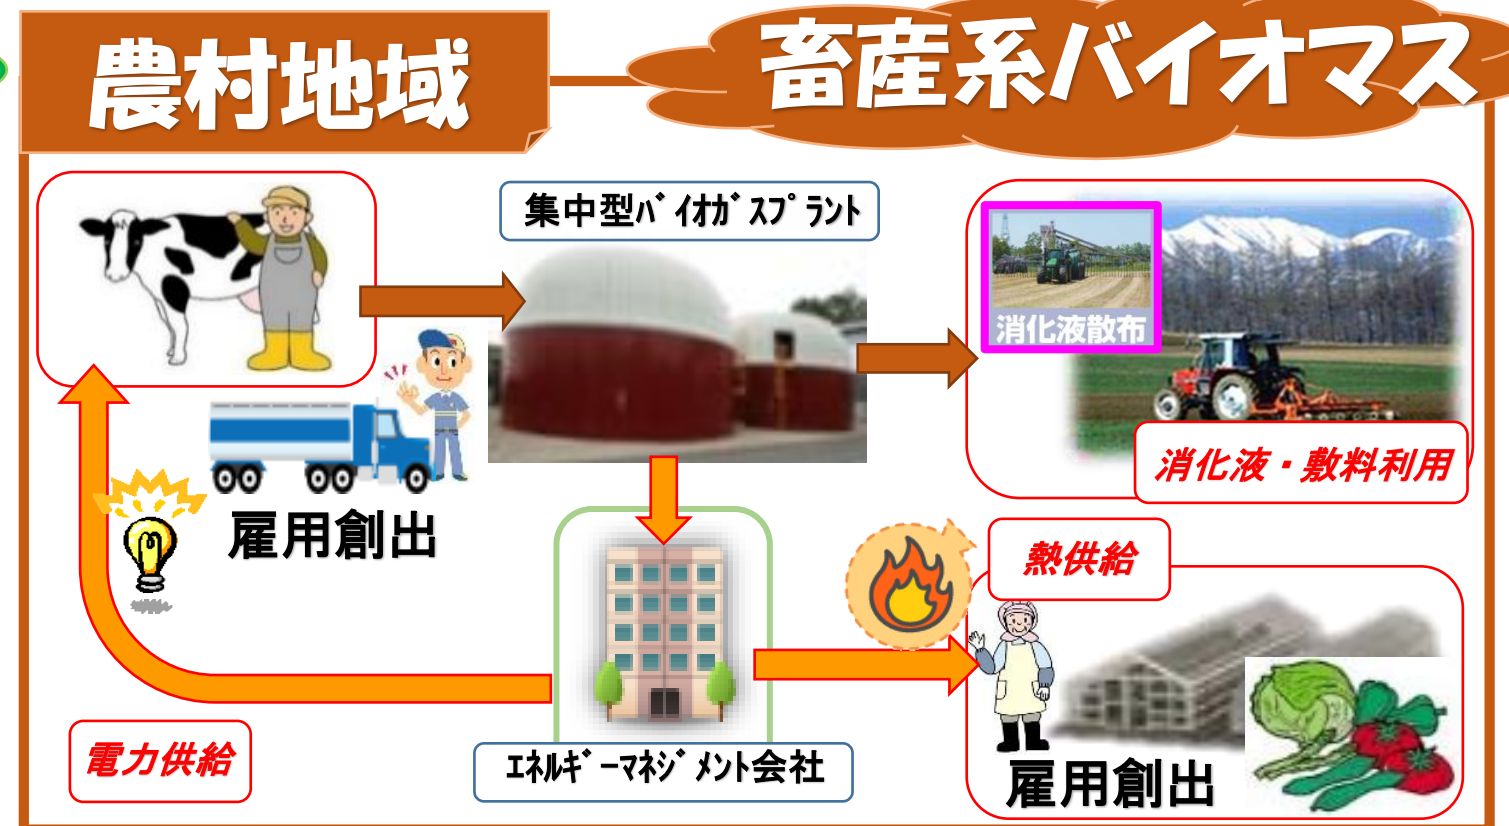 農村地域
畜産系バイオマス
集中型ﾊﾞｲｵｶﾞｽﾌﾟﾗﾝﾄ
消化液散布
消化液・敷料利用
雇用創出
熱供給
電力供給
ｴﾈﾙｷﾞｰﾏﾈｼﾞﾒﾝﾄ会社
雇用創出